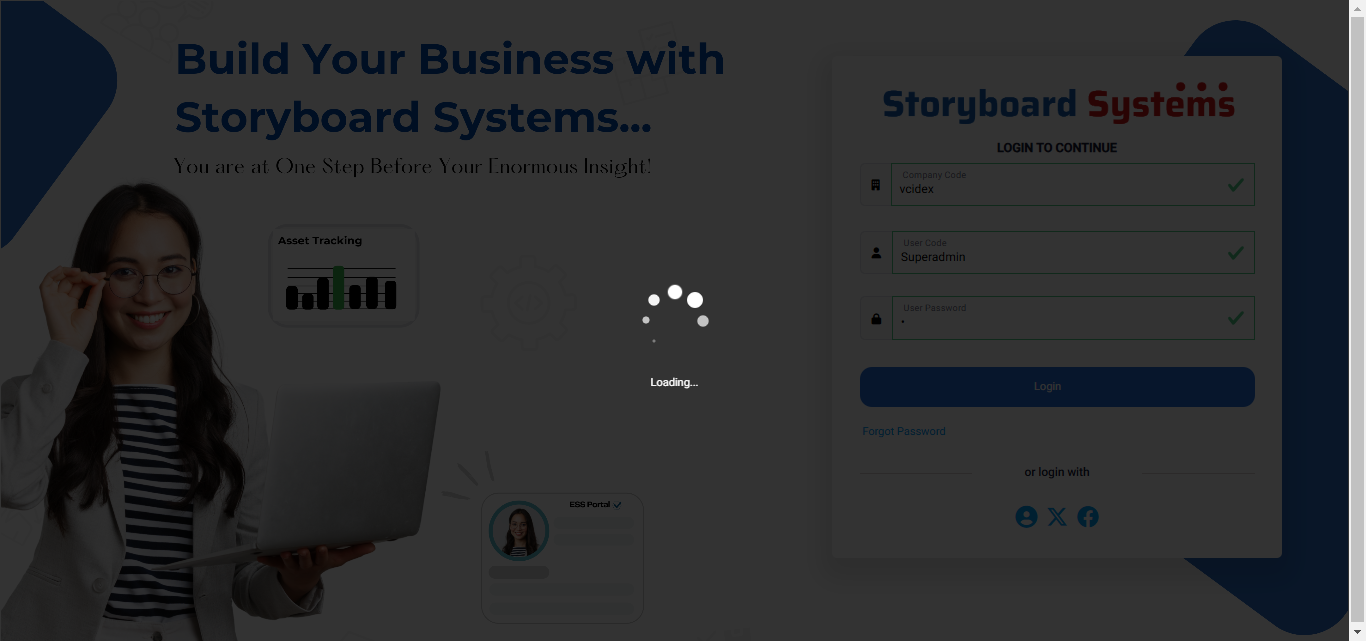 Build Your Business with
Storyboard Systems...
You are at One Step Before Your Enormous Insight!
Asset Tracking
ESS Portal
Loading...
Storyboard Systems
LOGIN TO CONTINUE
Company Code
vcidex
User Code
Superadmin
User Password
Login
Forgot Password
or login with